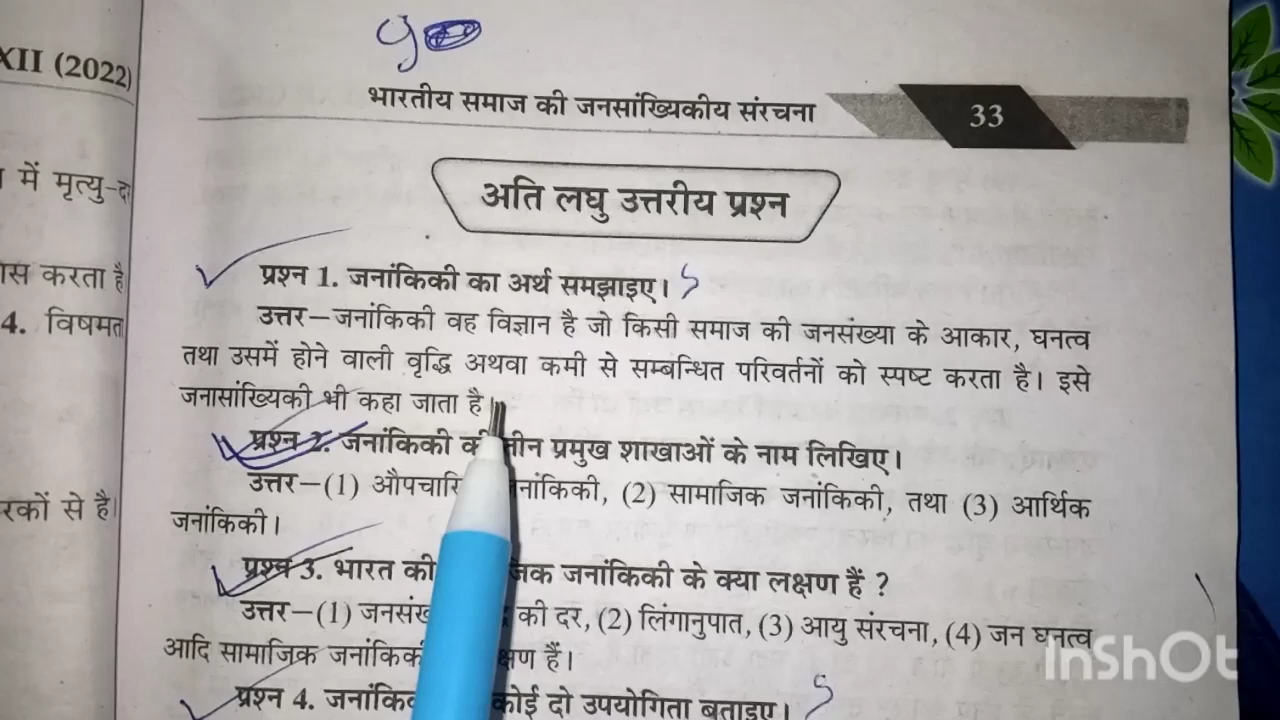 XII (2022)
में मृत्यु-द
करता है
4. विषमत
रकों से है।
भारतीय समाज की जनसांख्यिकीय संरचना 33
अति लघु उत्तरीय प्रश्न
प्रश्न 1. जनांकिकी का अर्थ समझाइए।
उत्तर–जनांकिकी वह विज्ञान है जो किसी समाज की जनसंख्या के आकार, घनत्व
तथा उसमें होने वाली वृद्धि अथवा कमी से सम्बन्धित परिवर्तनों को स्पष्ट करता है। इसे
जनासांख्यिकी भी कहा जाता है।
प्रश्न 2. जनांकिकी की तीन प्रमुख शाखाओं के नाम लिखिए।
उत्तर–(1) औपचारि नांकिकी, (2) सामाजिक जनांकिकी, तथा (3) आर्थिक
जनांकिकी।
प्रश्न 3. भारत की जिक जनांकिकी के क्या लक्षण हैं ?
उत्तर–(1) जनसंख की दर, (2) लिंगानुपात, (3) आयु संरचना, (4) जन घनत्व
आदि सामाजिक जनांकिकी क्षण हैं।
प्रश्न 4. जनांकि कोई दो उपयोगिता बताइए।
InShOt